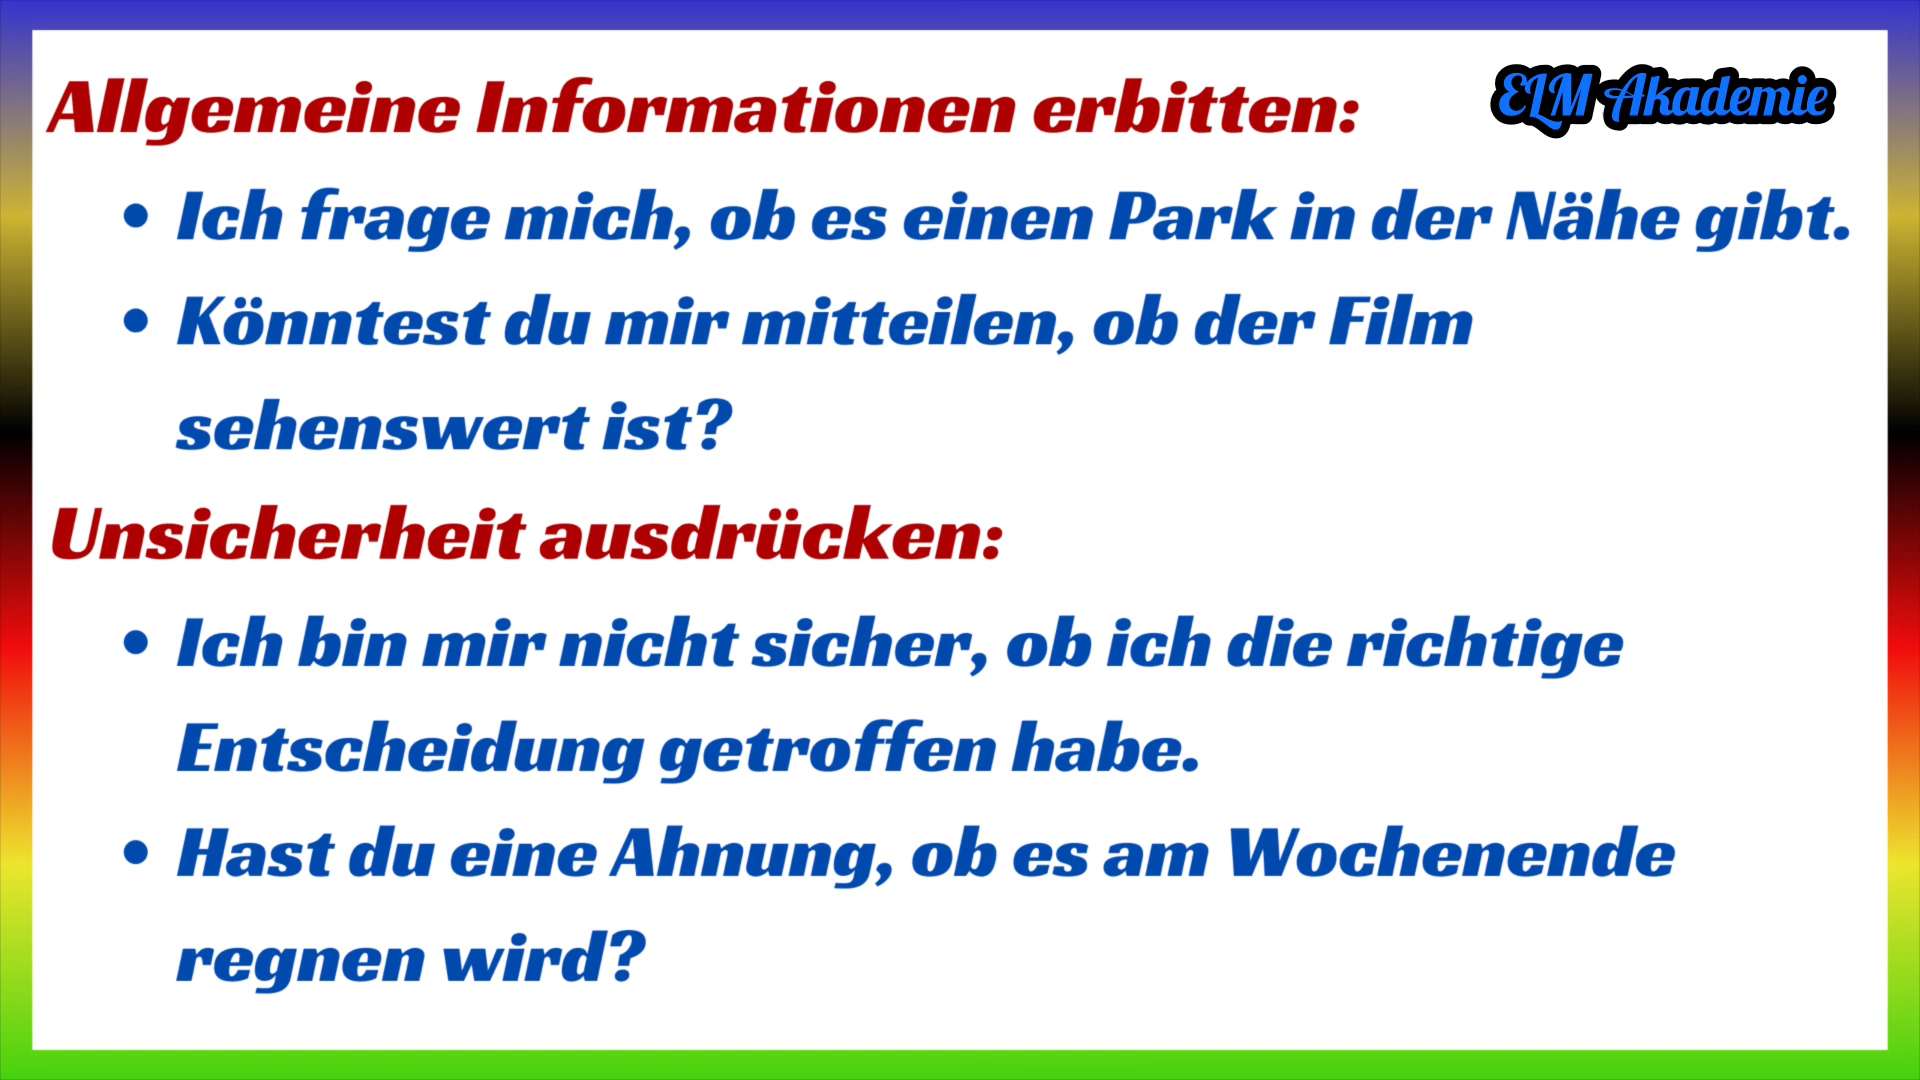 Allgemeine Informationen erbitten:
ELM Akademie
• Ich frage mich, ob es einen Park in der Nähe gibt.
• Könntest du mir mitteilen, ob der Film
sehenswert ist?
Unsicherheit ausdrücken:
• Ich bin mir nicht sicher, ob ich die richtige
Entscheidung getroffen habe.
• Hast du eine Ahnung, ob es am Wochenende
regnen wird?